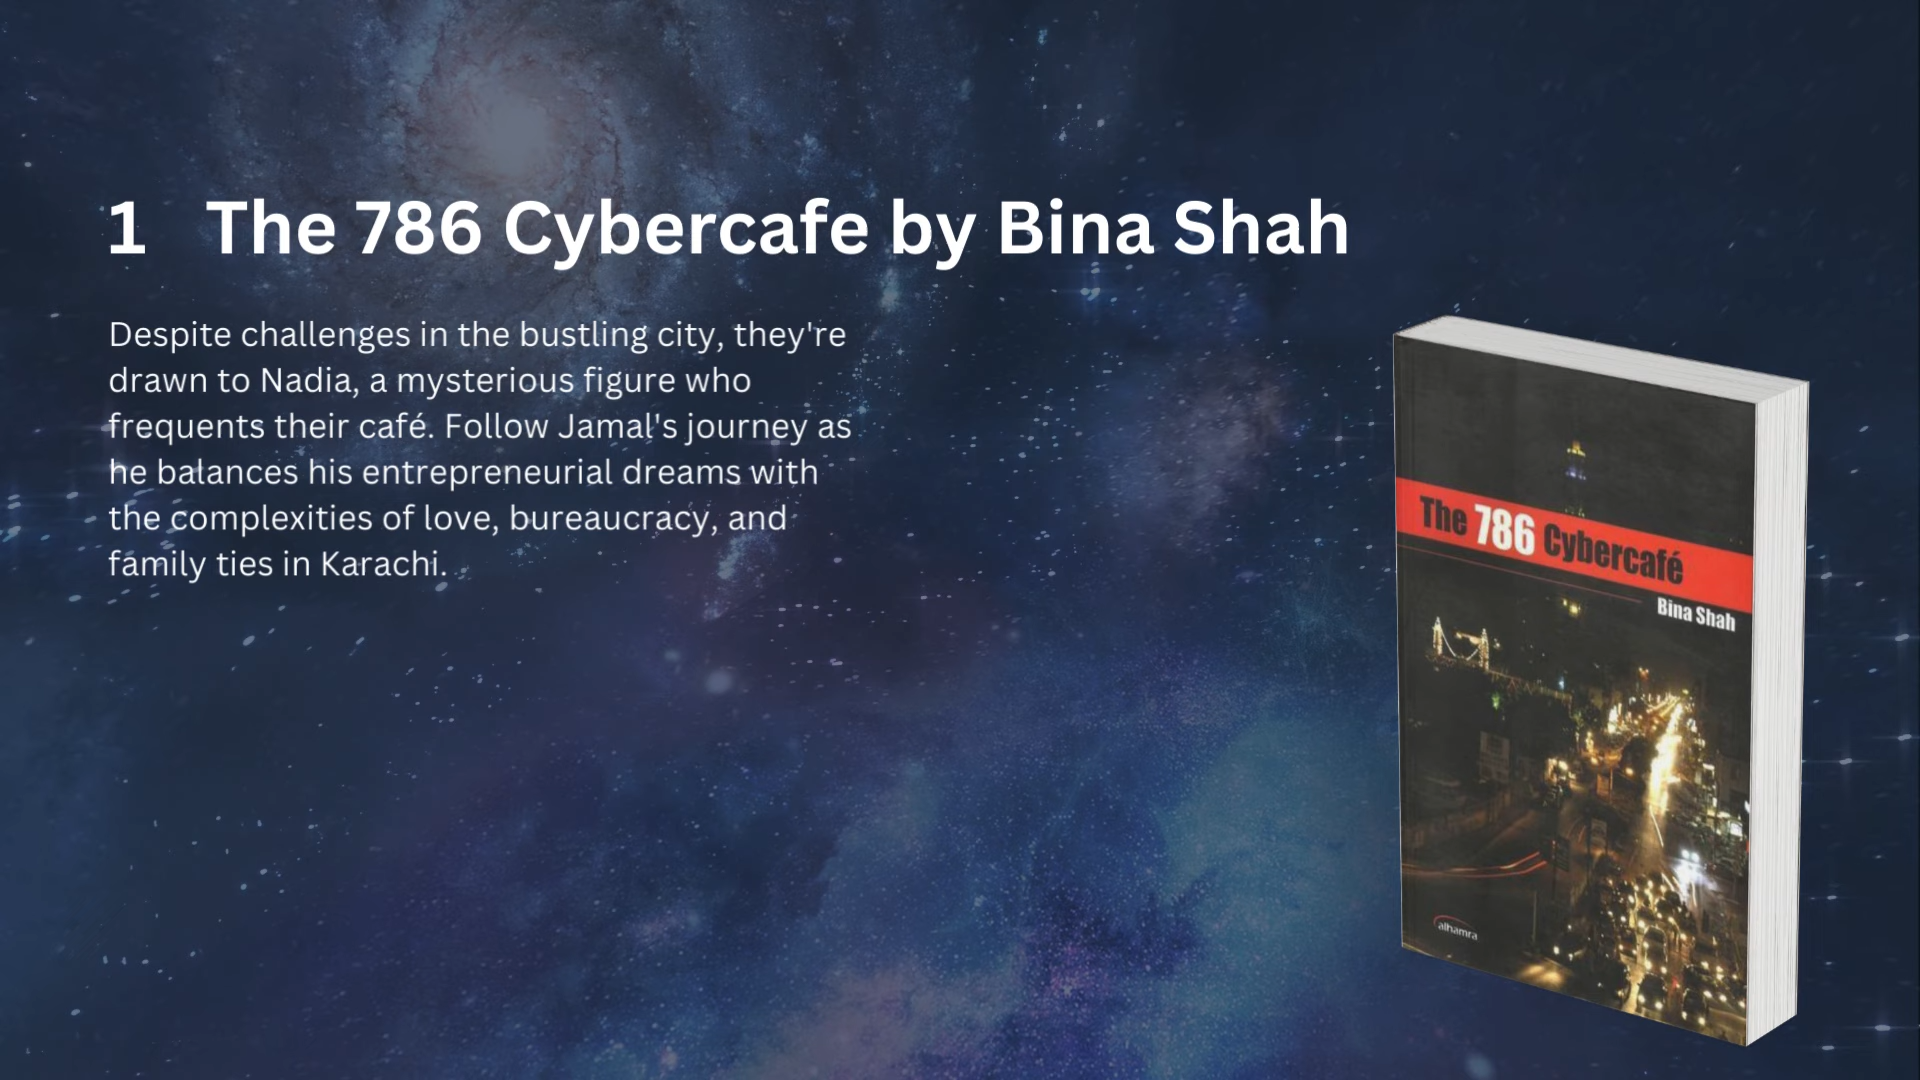 1 The 786 Cybercafe by Bina Shah
Despite challenges in the bustling city, they're
drawn to Nadia, a mysterious figure who
frequents their café. Follow Jamal's journey as
he balances his entrepreneurial dreams with
the complexities of love, bureaucracy, and
family ties in Karachi.
The 786 Cybercafé
Bina Shah
alhamra